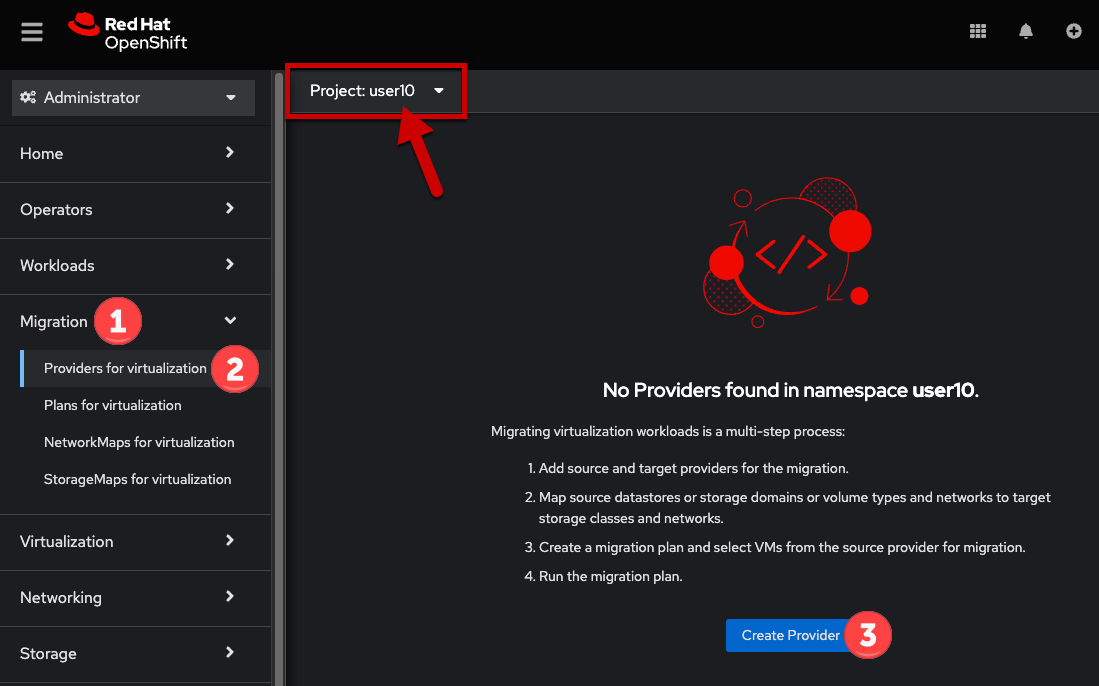 Red Hat
OpenShift
Administrator
Project: user10
Home
Operators
Workloads
Migration 1
Providers for virtualization 2
Plans for virtualization
NetworkMaps for virtualization
StorageMaps for virtualization
Virtualization
Networking
Storage
</>
No Providers found in namespace user10.
Migrating virtualization workloads is a multi-step process:
1. Add source and target providers for the migration.
2. Map source datastores or storage domains or volume types and networks to target
storage classes and networks.
3. Create a migration plan and select VMs from the source provider for migration.
4. Run the migration plan.
Create Provider 3